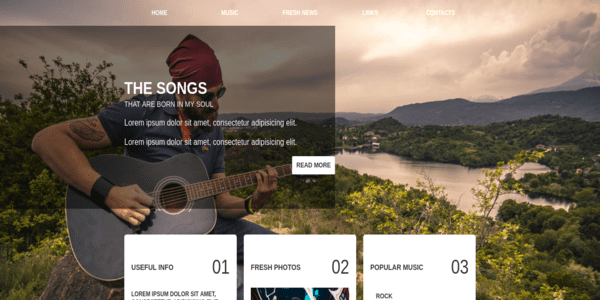 HOME MUSIC FRESH NEWS LINKS CONTACTS
THE SONGS
THAT ARE BORN IN MY SOUL
Lorem ipsum dolor sit amet, consectetur adipisicing elit.
Lorem ipsum dolor sit amet, consectetur adipisicing elit.
READ MORE
USEFUL INFO 01
FRESH PHOTOS 02
POPULAR MUSIC 03
LOREM IPSUM DOLOR SIT AMET,
ROCK